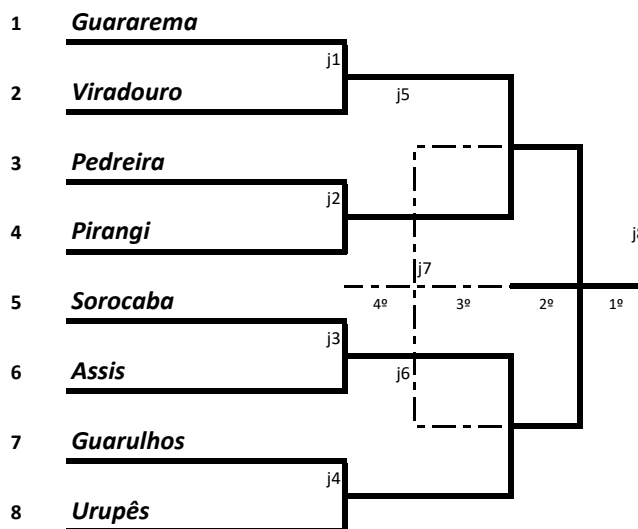 1 Guararema
j1
2 Viradouro
j5
3 Pedreira
j2
4 Pirangi
j8
j7
5 Sorocaba
4º 3º 2º 1º
j3
6 Assis
j6
7 Guarulhos
j4
8 Urupês